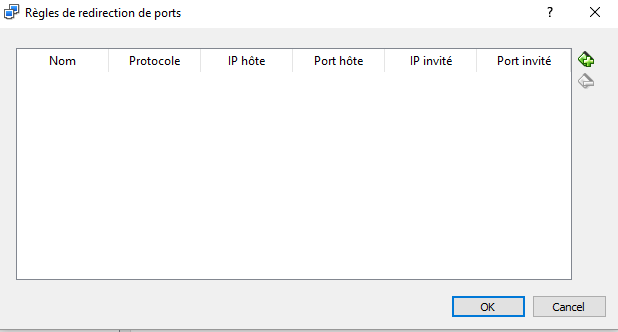 Règles de redirection de ports ?
Nom Protocole IP hôte Port hôte IP invité Port invité
OK Cancel